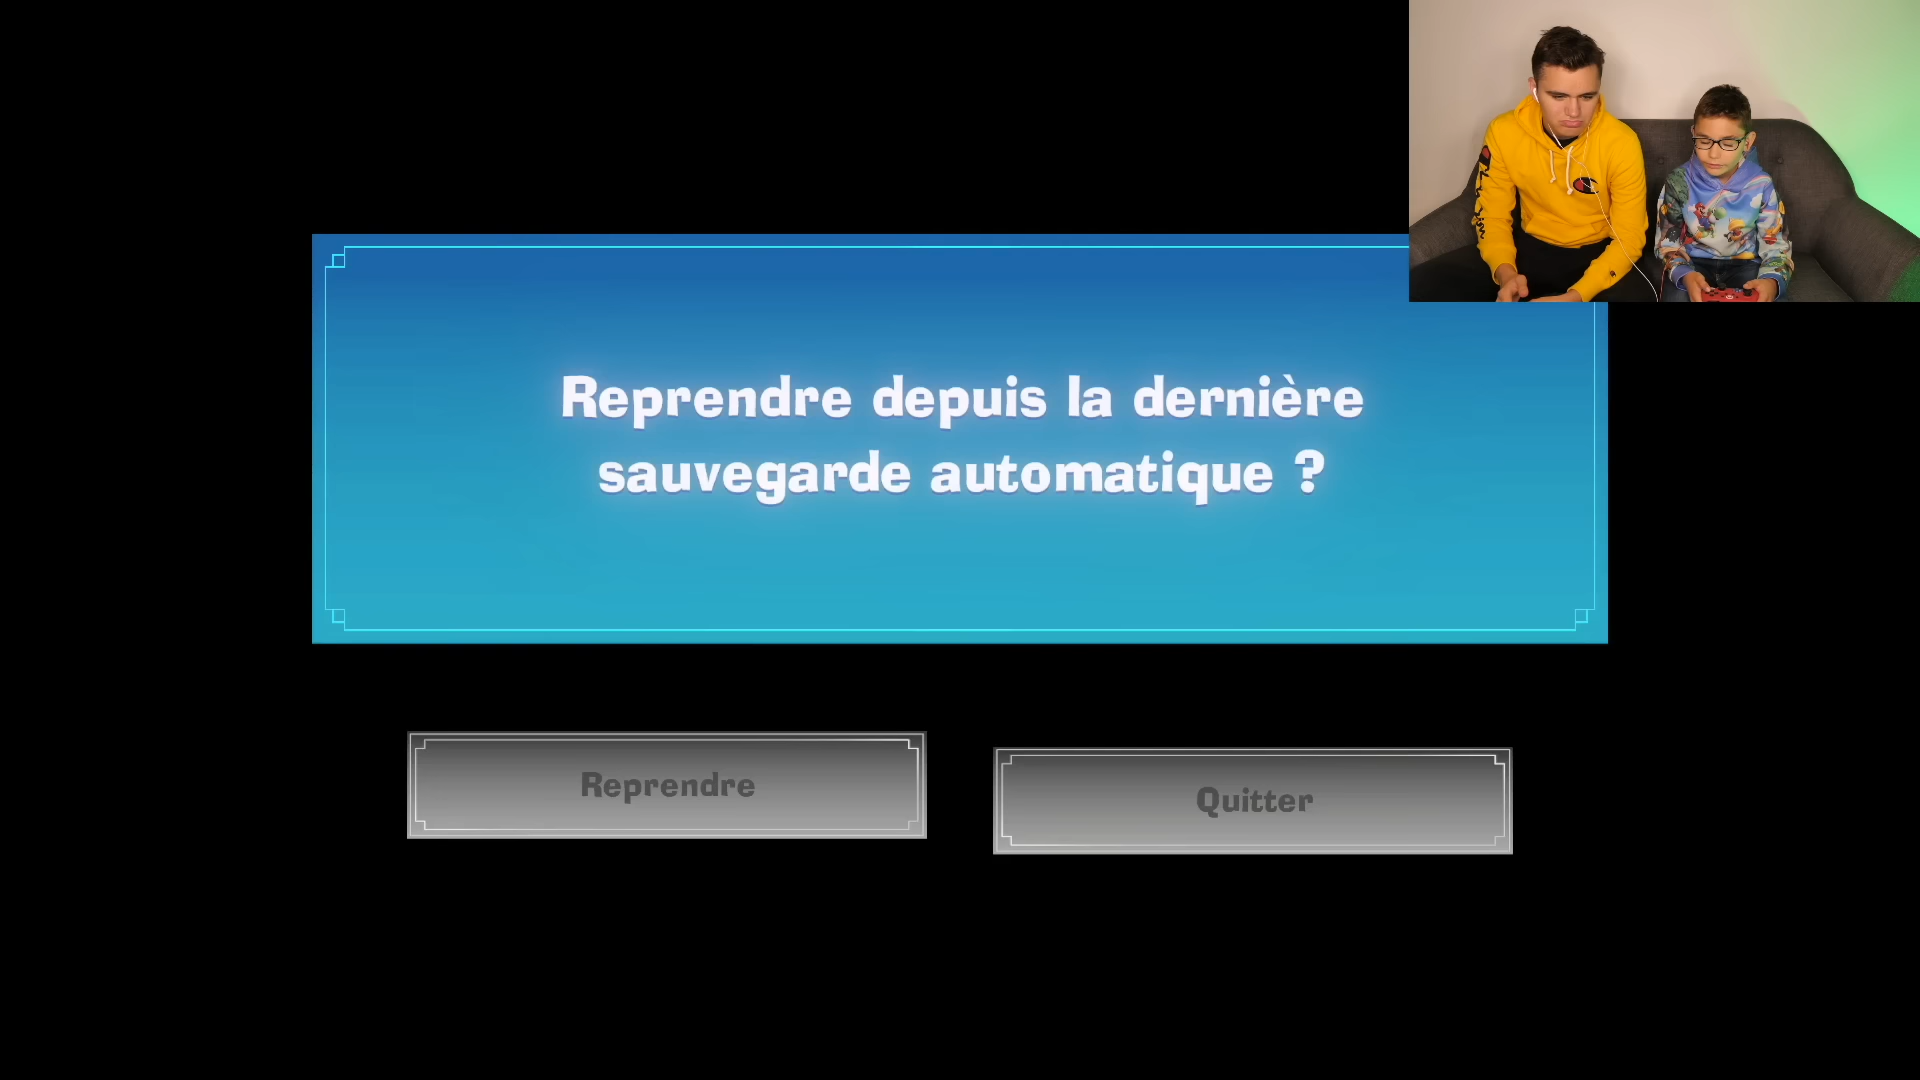 Reprendre depuis la dernière
sauvegarde automatique ?
Reprendre
Quitter